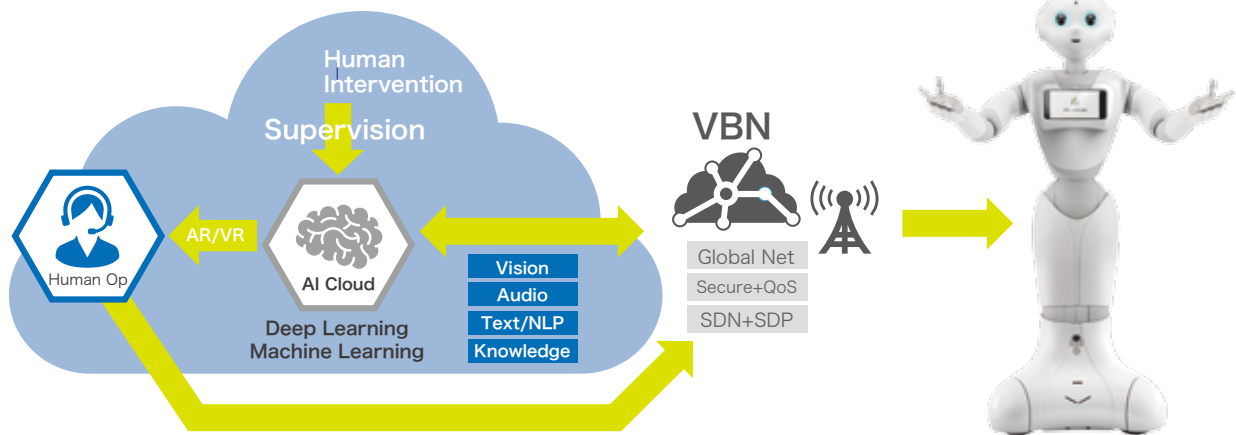 Human
Intervention
Supervision
AR/VR
Human Op
AI Cloud
Deep Learning
Machine Learning
Vision
Audio
Text/NLP
Knowledge
VBN
Global Net
Secure+QoS
SDN+SDP